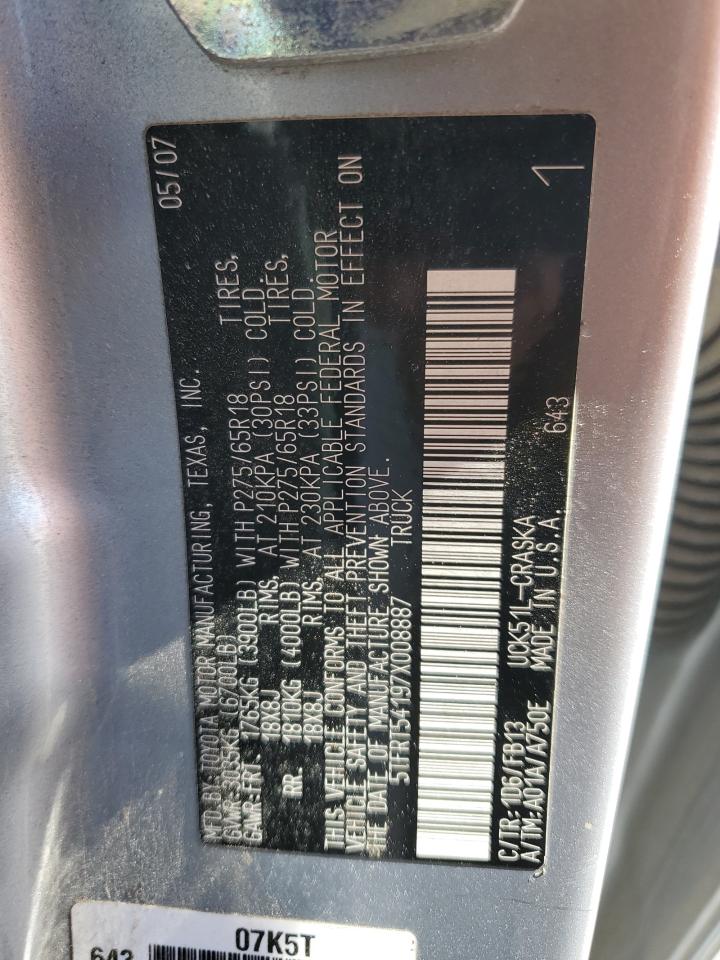 MFD. BY: TOYOTA MOTOR MANUFACTURING, TEXAS, INC. 05/07
GVWR 3035KG (6700LB)
GAWR FRT 1765KG (3900LB) WITH P275/65R18 TIRES,
18X8J RIMS, AT 210KPA (30PSI) COLD.
RR. 1810KG (4000LB) WITH P275/65R18 TIRES,
18X8J RIMS, AT 230KPA (33PSI) COLD.
THIS VEHICLE CONFORMS TO ALL APPLICABLE FEDERAL MOTOR
VEHICLE SAFETY AND THEFT PREVENTION STANDARDS IN EFFECT ON
THE DATE OF MANUFACTURE SHOWN ABOVE.
5TFRT54197X008887 TRUCK
C/TR: 1D6/FB13 UCK51L-CRASKA 643 1
A/TM: A01A/A750E MADE IN U.S.A.
07K5T
643